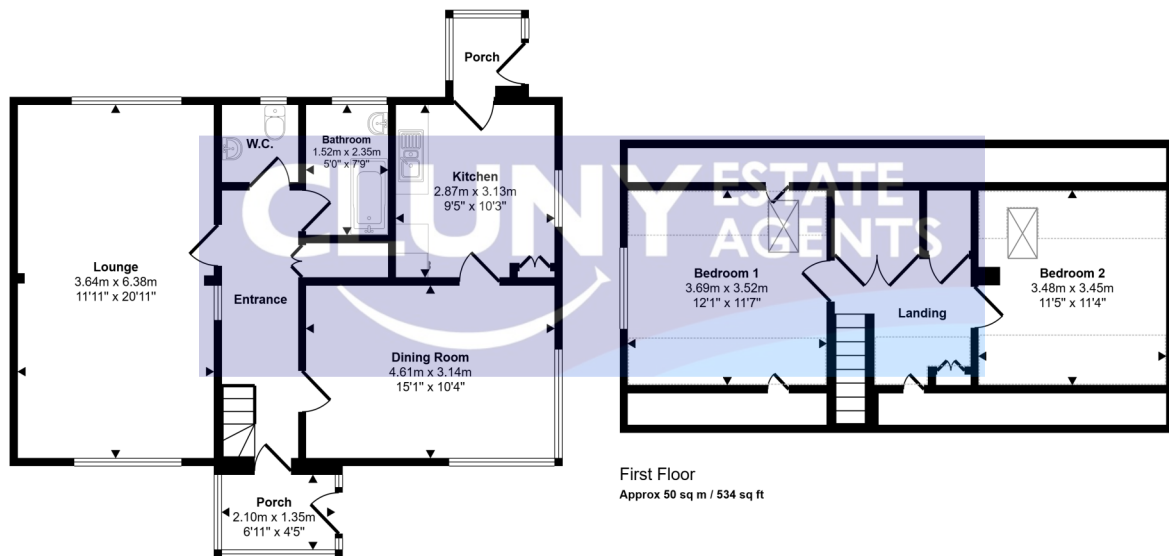 Porch
W.C.
Bathroom
1.52m x 2.35m
5'0" x 7'9"
Kitchen
2.87m x 3.13m
9'5" x 10'3"
Lounge
3.64m x 6.38m
11'11" x 20'11"
Entrance
Dining Room
4.61m x 3.14m
15'1" x 10'4"
Porch
2.10m x 1.35m
6'11" x 4'5"
CLUNY ESTATE
AGENTS
Bedroom 1
3.69m x 3.52m
12'1" x 11'7"
Landing
Bedroom 2
3.48m x 3.45m
11'5" x 11'4"
First Floor
Approx 50 sq m / 534 sq ft